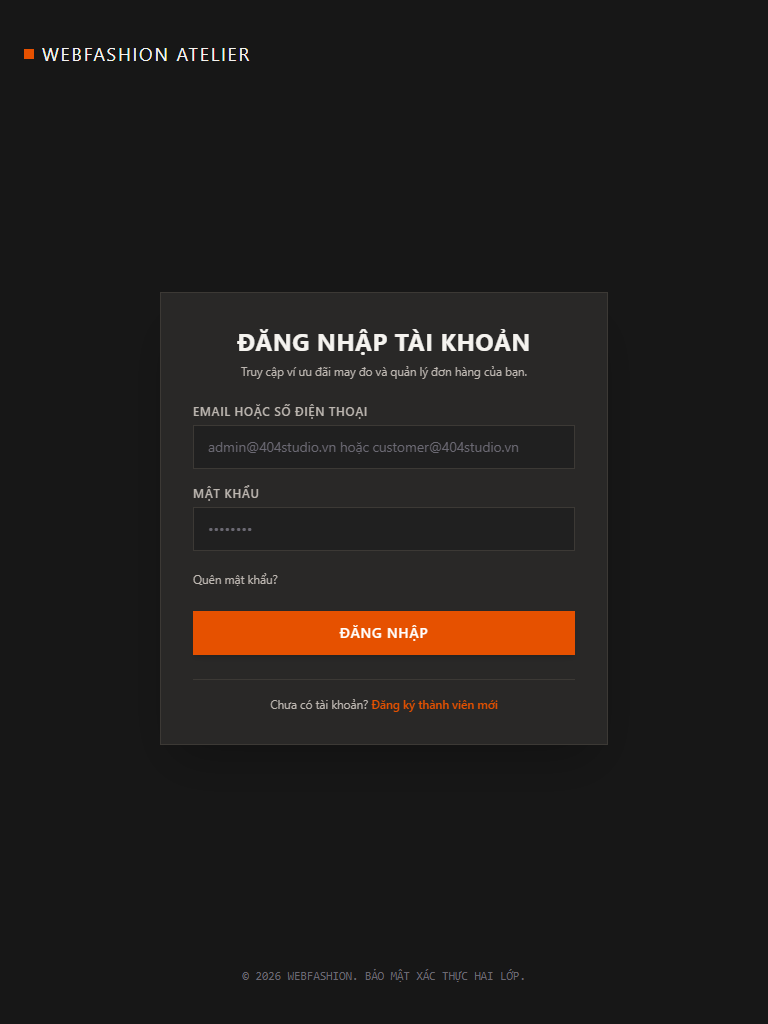 WEBFASHION ATELIER
ĐĂNG NHẬP TÀI KHOẢN
Truy cập ví ưu đãi may đo và quản lý đơn hàng của bạn.
EMAIL HOẶC SỐ ĐIỆN THOẠI
admin@404studio.vn hoặc customer@404studio.vn
MẬT KHẨU
••••••••
Quên mật khẩu?
ĐĂNG NHẬP
Chưa có tài khoản? Đăng ký thành viên mới
© 2026 WEBFASHION. BẢO MẬT XÁC THỰC HAI LỚP.